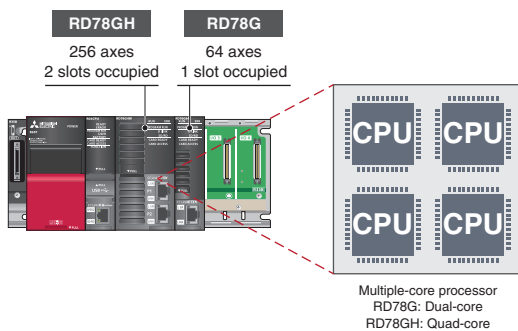 RD78GH
RD78G
256 axes
2 slots occupied
64 axes
1 slot occupied
CPU
CPU
CPU
CPU
Multiple-core processor
RD78G: Dual-core
RD78GH: Quad-core